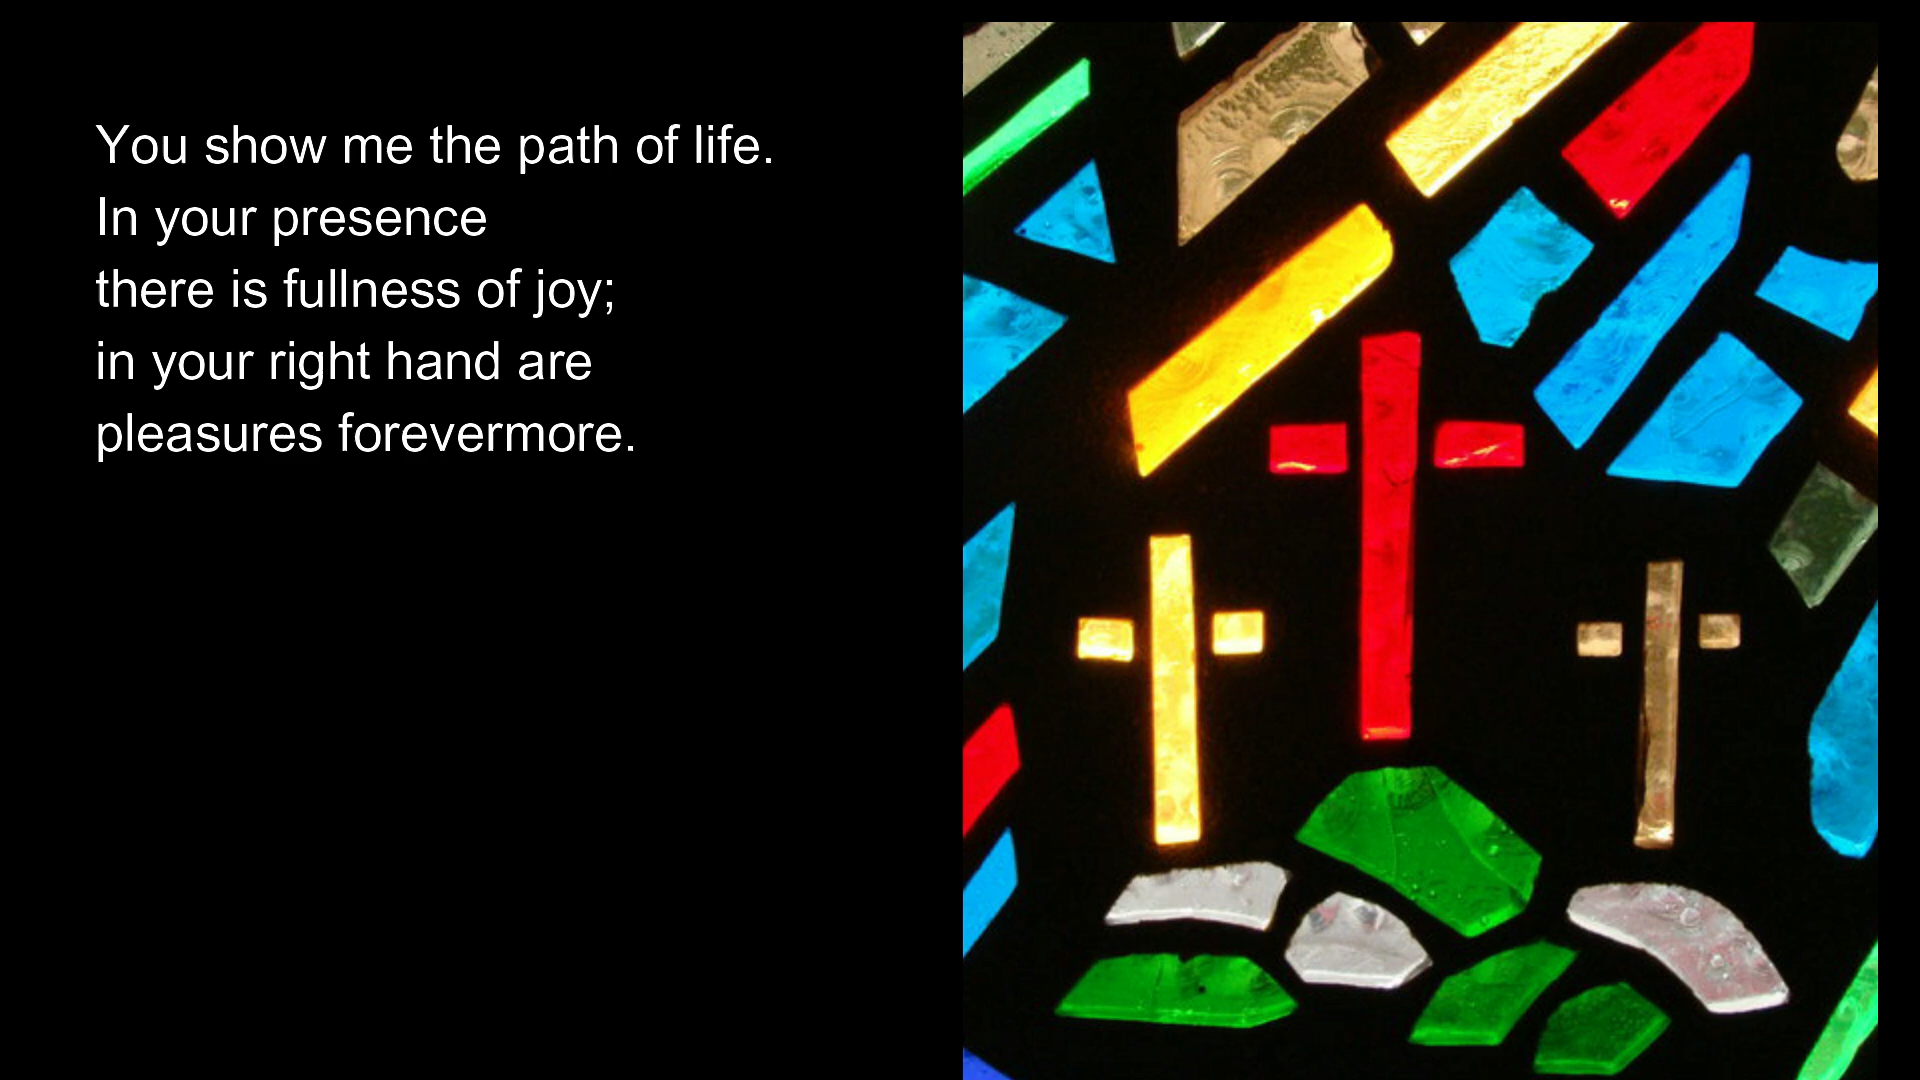 You show me the path of life.
In your presence
there is fullness of joy;
in your right hand are
pleasures forevermore.